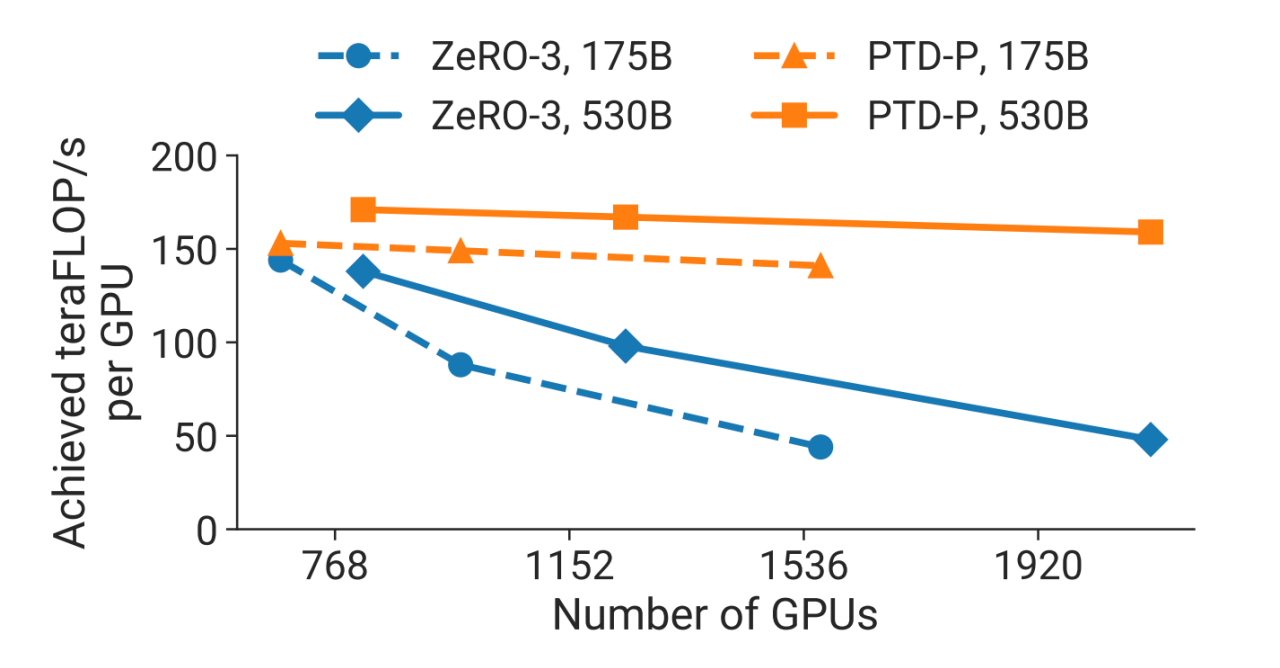 ZeRO-3, 175B
PTD-P, 175B
ZeRO-3, 530B
PTD-P, 530B
Achieved teraFLOP/s
per GPU
200
150
100
50
0
768
1152
1536
1920
Number of GPUs